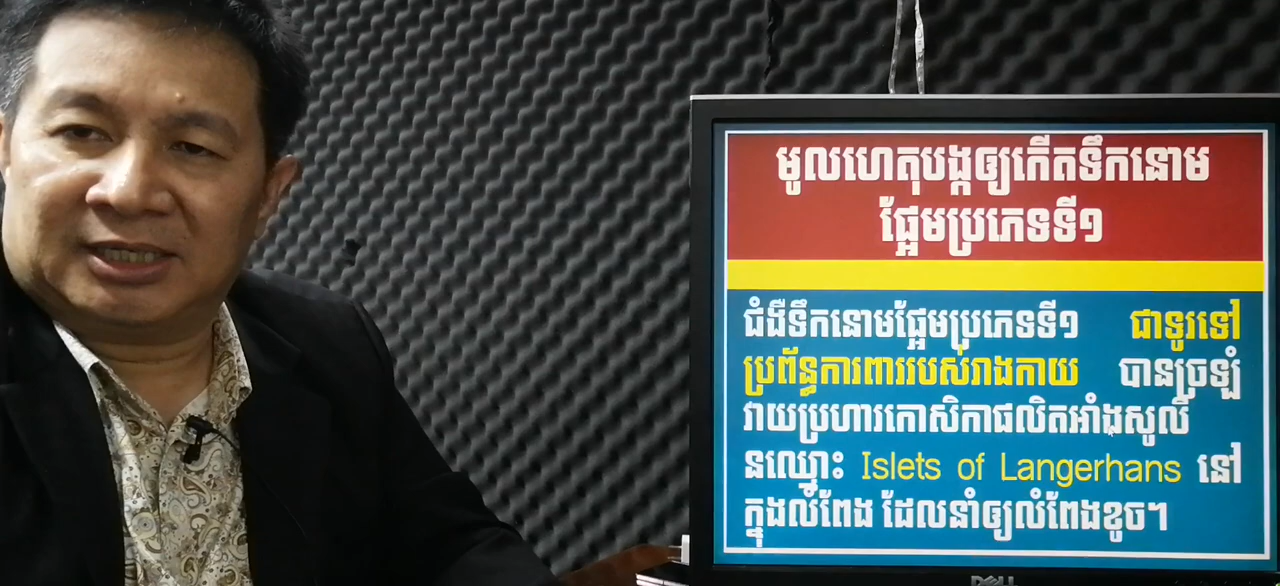 មូលហេតុបង្កឲ្យកើតទឹកនោម
ផ្អែមប្រភេទទី១
ជំងឺទឹកនោមផ្អែមប្រភេទទី១ ជាទូរទៅ
ប្រព័ន្ធការពាររបស់រាងកាយ បានច្រឡំ
វាយប្រហារកោសិកាផលិតអាំងសូលី
នឈ្មោះ Islets of Langerhans នៅ
ក្នុងលំពែង ដែលនាំឲ្យលំពែងខូច។
DELL